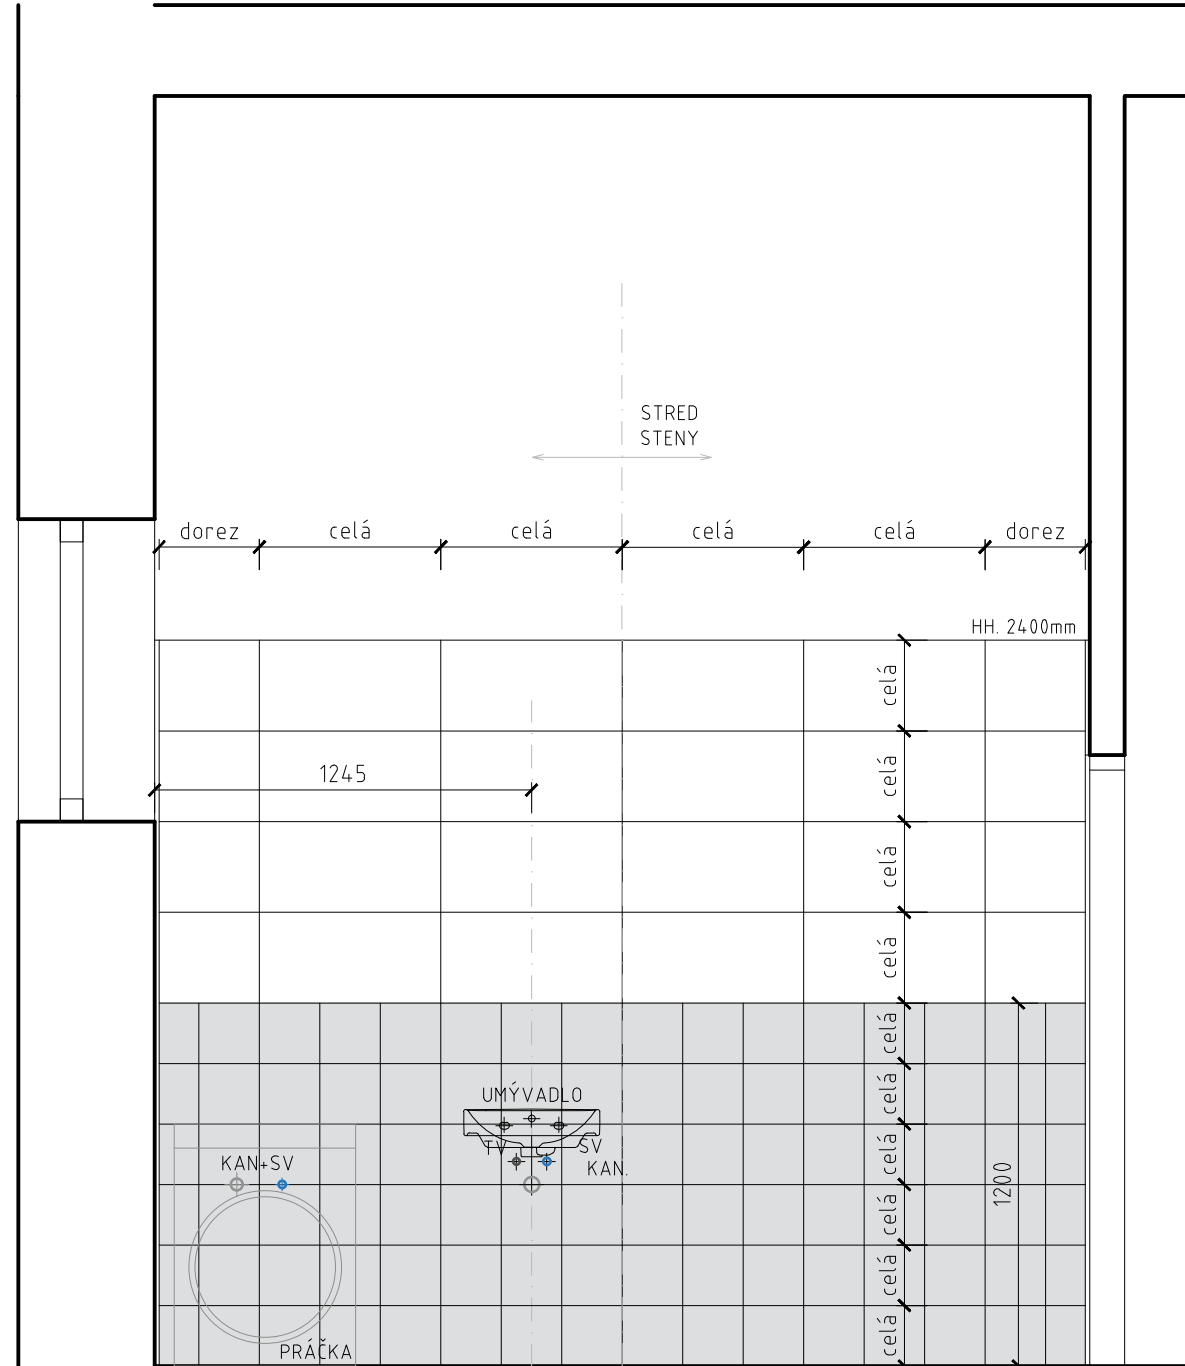 STRED
STENY
dorez celá celá celá celá dorez
HH. 2400mm
celá
1245
celá
celá
celá
celá
celá
UMÝVADLO
TV SV
KAN.
KAN+SV
celá
1200
celá
celá
celá
PRÁČKA